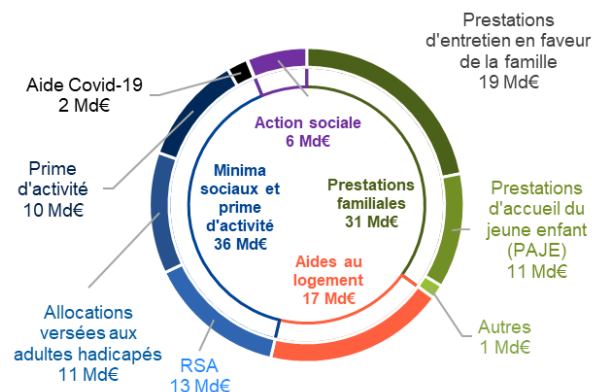 Prestations
d'entretien en faveur
de la famille
19 Md€
Aide Covid-19
2 Md€
Action sociale
6 Md€
Prime
d'activité
10 Md€
Minima
sociaux et
prime
d'activité
36 Md€
Prestations
familiales
31 Md€
Prestations
d'accueil du
jeune enfant
(PAJE)
11 Md€
Aides au
logement
17 Md€
Allocations
versées aux
adultes hadicapés
11 Md€
RSA
13 Md€
Autres
1 Md€